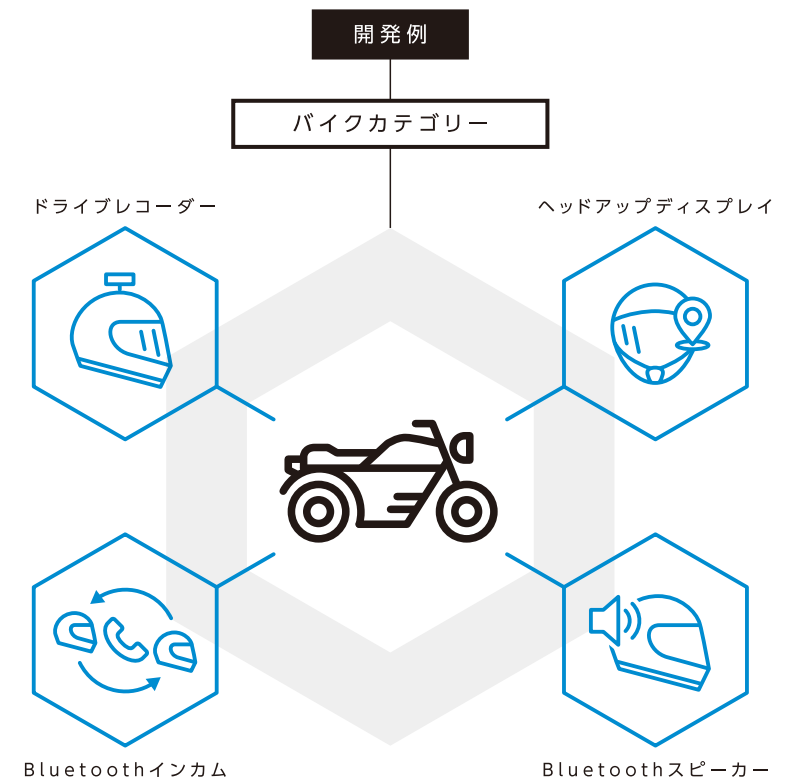 開発例
バイクカテゴリー
ドライブレコーダー
ヘッドアップディスプレイ
Bluetoothインカム
Bluetoothスピーカー